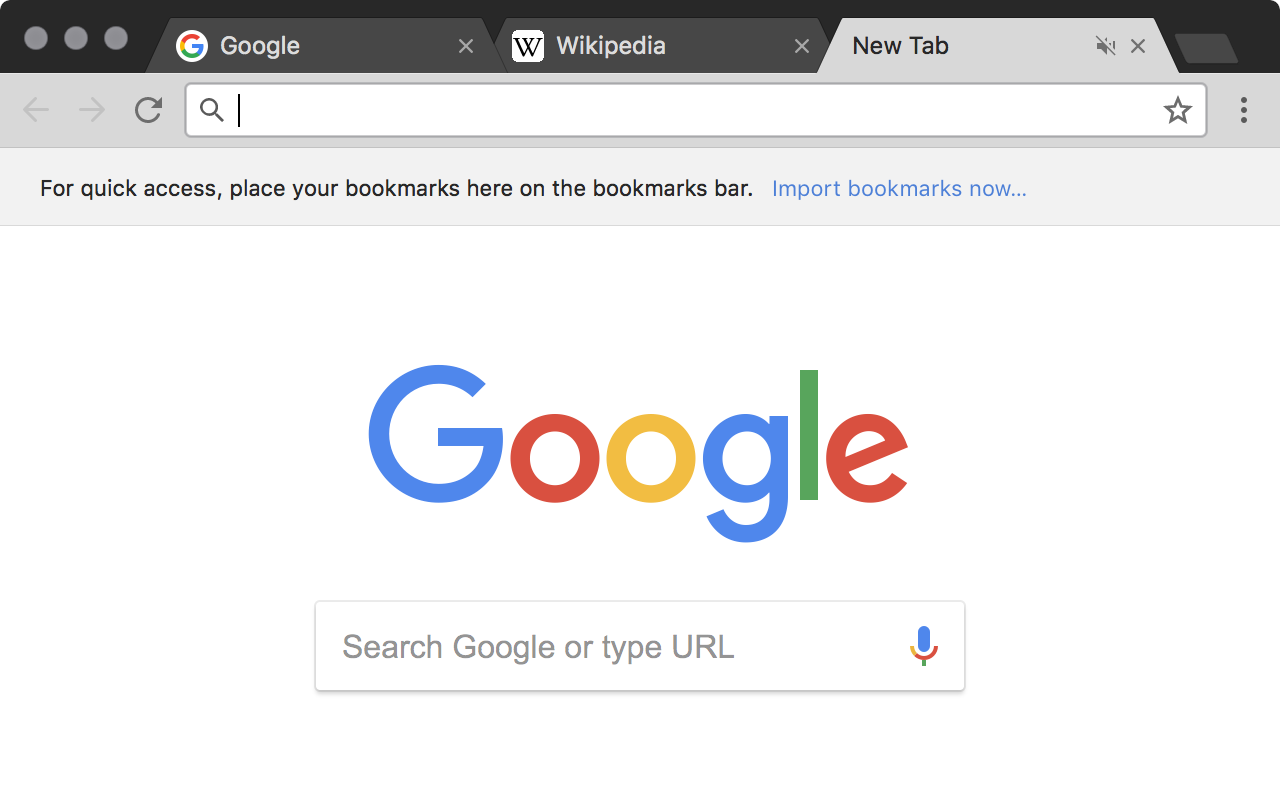 Google
Wikipedia
New Tab
For quick access, place your bookmarks here on the bookmarks bar. Import bookmarks now...
Google
Search Google or type URL